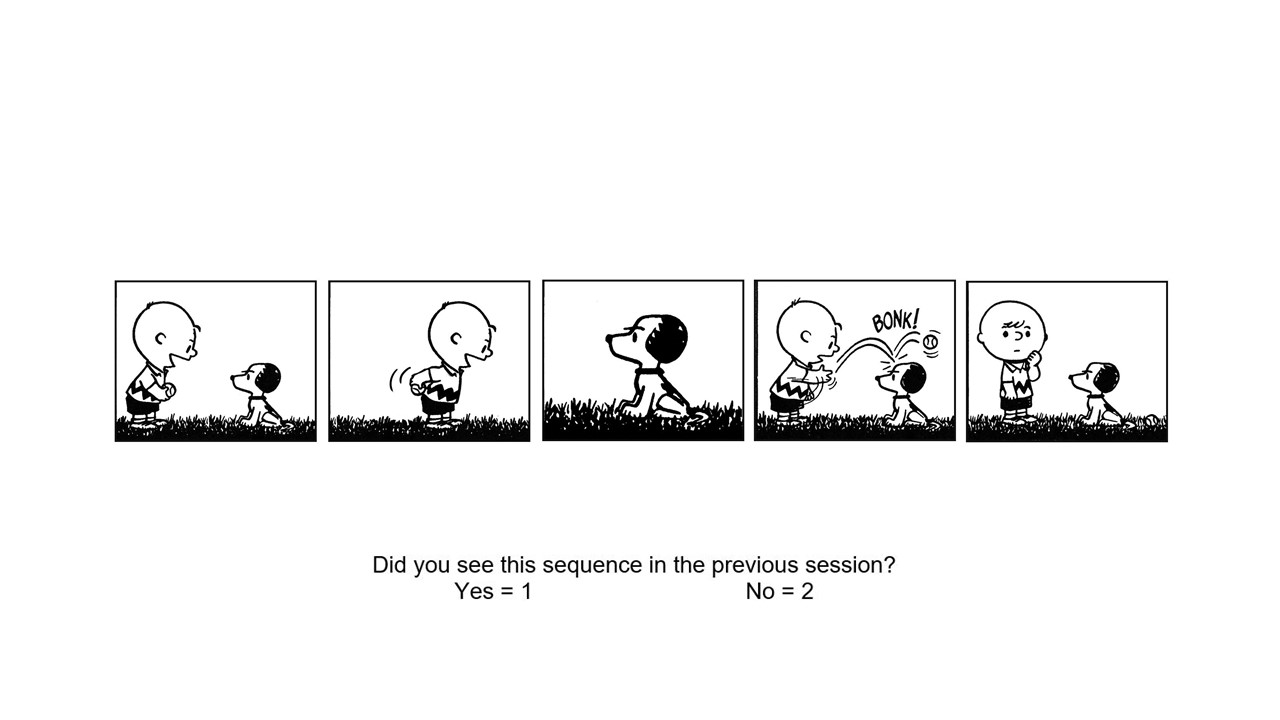 BONK!
Did you see this sequence in the previous session?
Yes = 1 No = 2